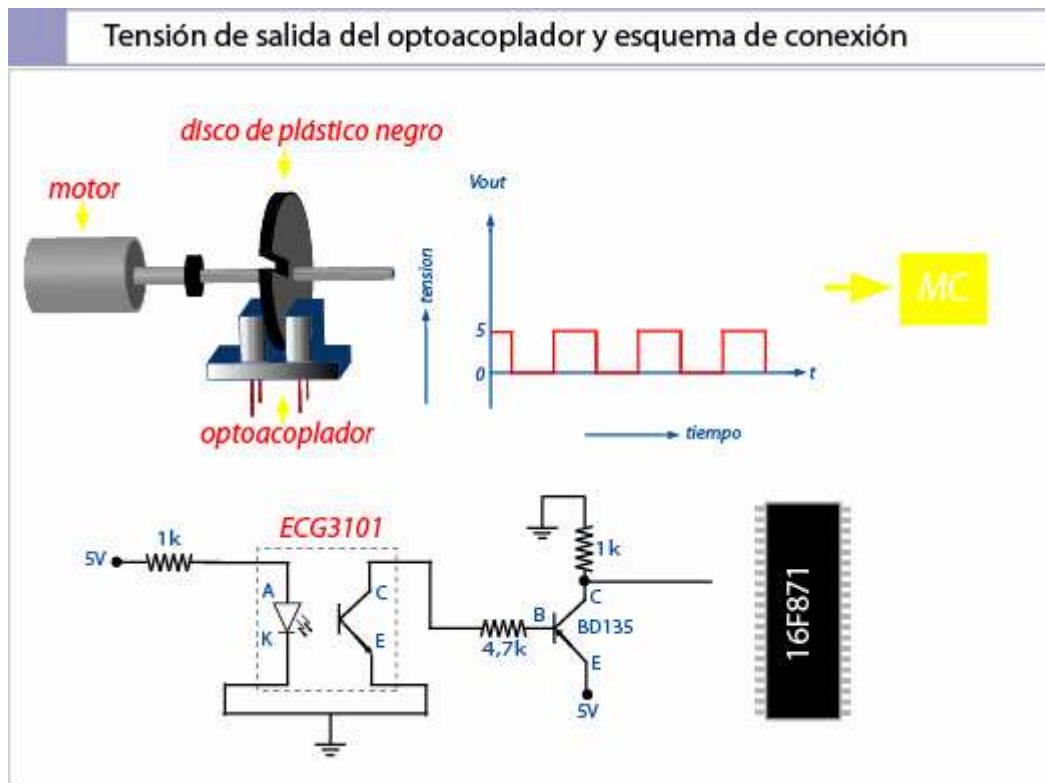 Tensión de salida del optoacoplador y esquema de conexión
disco de plástico negro
motor
optoacoplador
Vout
tension
5
0
t
tiempo
MC
ECG3101
5V
1k
A
K
C
E
4,7k
B
1k
C
BD135
E
5V
16F871